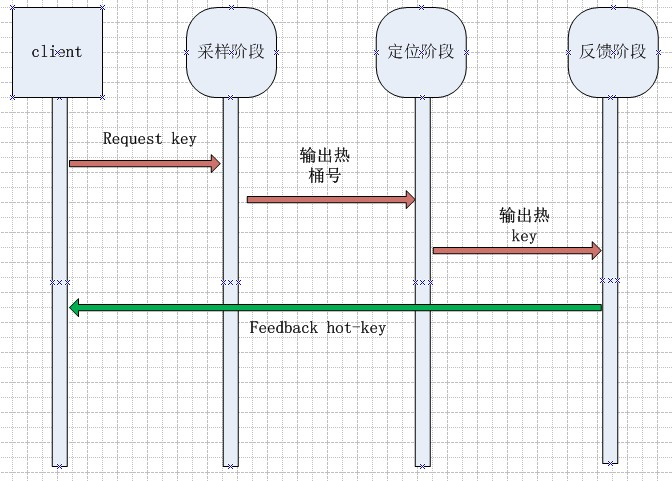 client
采样阶段
定位阶段
反馈阶段
Request key
输出热
桶号
输出热
key
Feedback hot-key